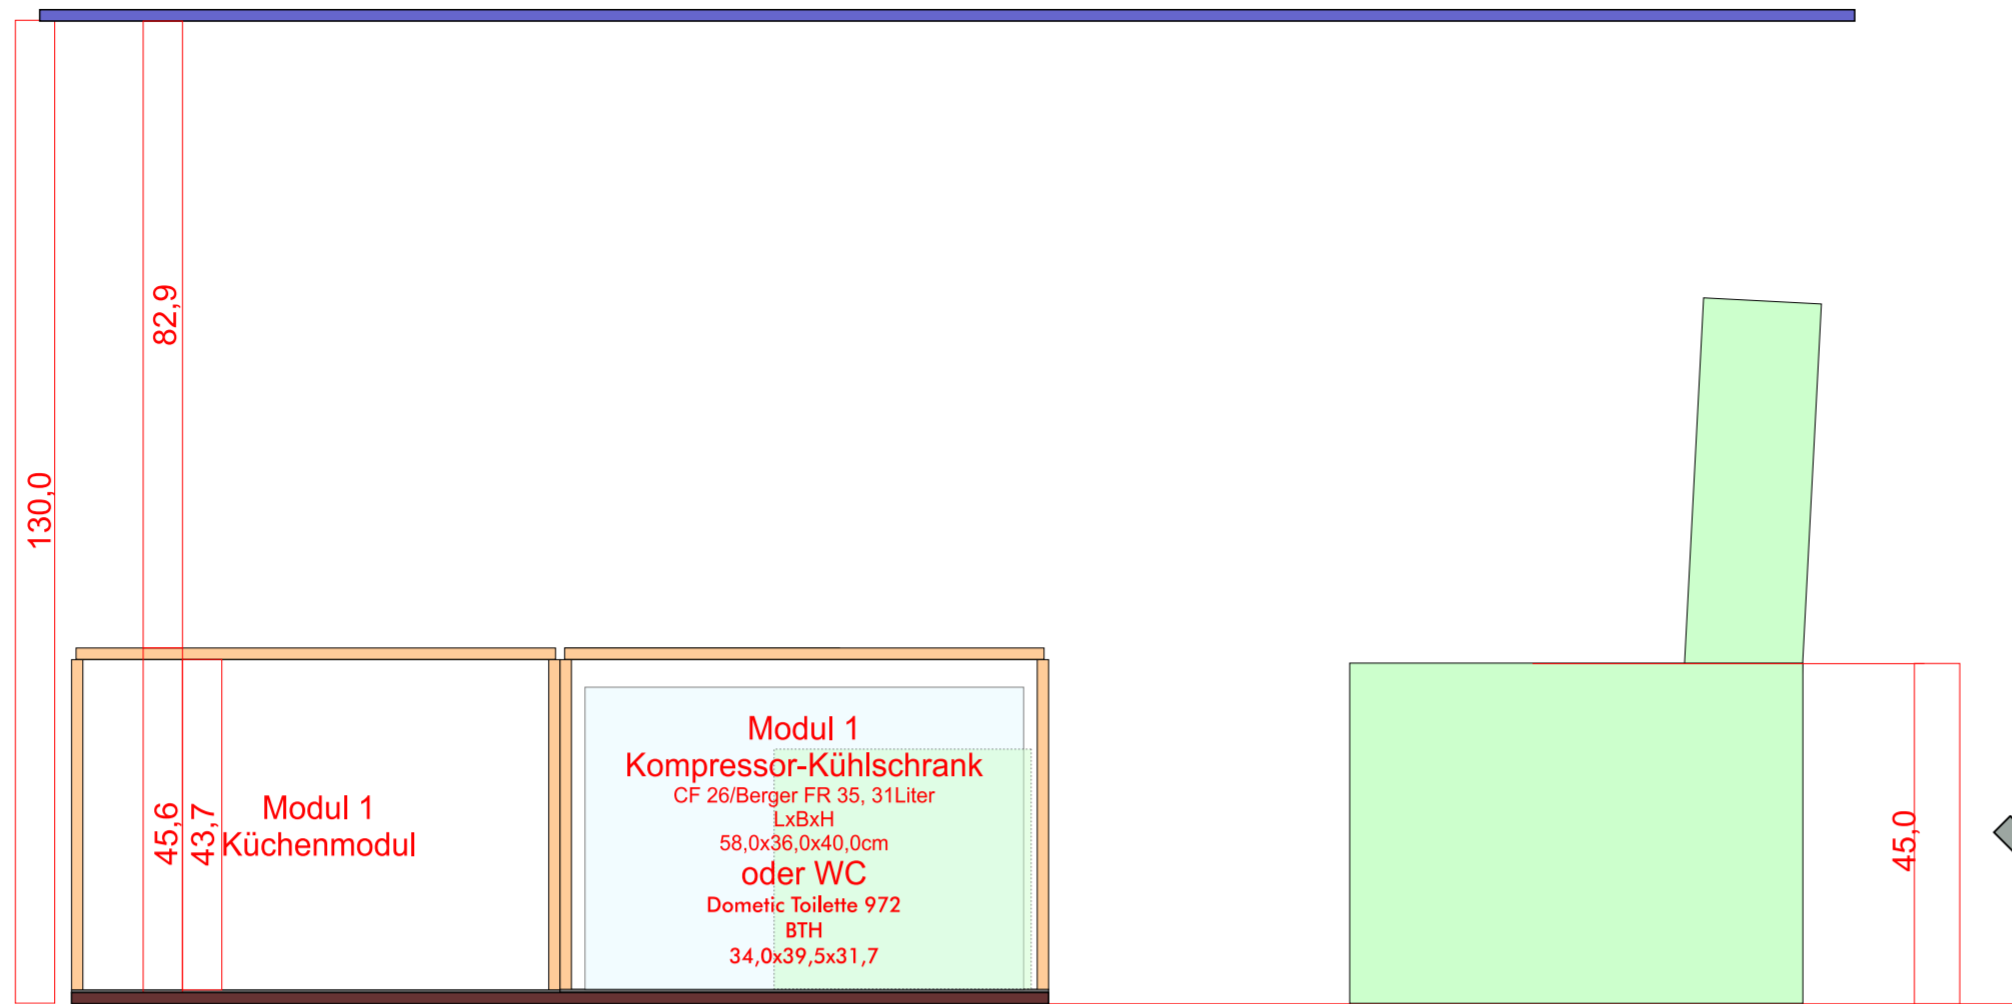 82,9
130,0
45,6
43,7
Modul 1
Küchenmodul
Modul 1
Kompressor-Kühlschrank
CF 26/Berger FR 35, 31Liter
LxBxH
58,0x36,0x40,0cm
oder WC
Dometic Toilette 972
BTH
34,0x39,5x31,7
45,0